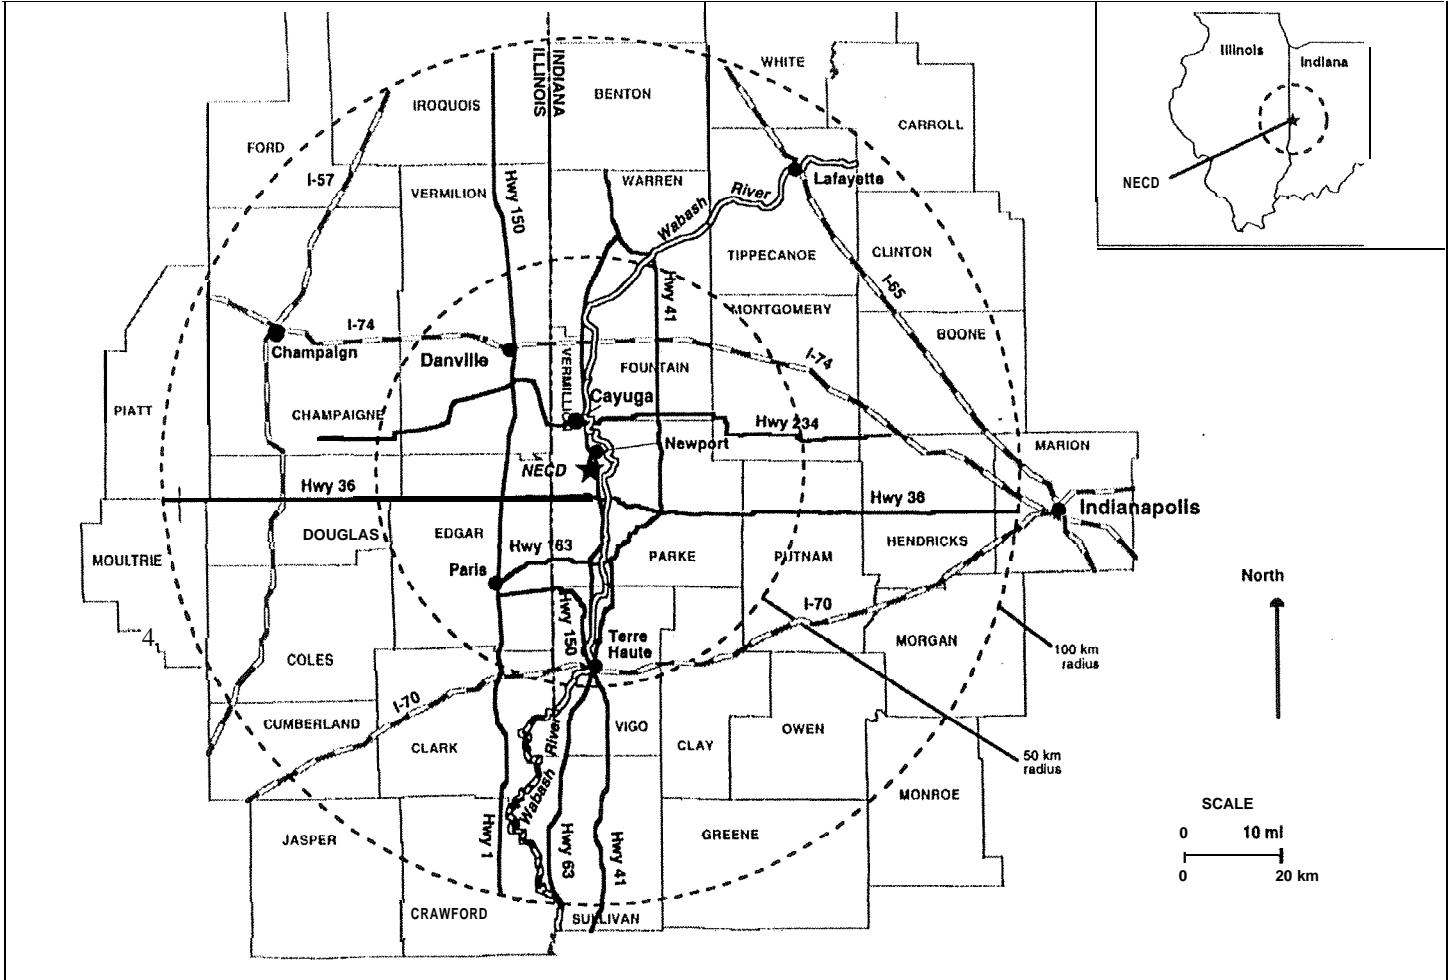 WHITE
IROQUOIS
INDIANA
ILLINOIS
BENTON
FORD
CARROLL
I-57
VERMILION
Hwy 150
WARREN
Lafayette
River
Wabash
TIPPECANOE
CLINTON
Hwy 41
I-65
MONTGOMERY
BOONE
I-74
Champaign
Danville
VERMILLIO
FOUNTAIN
I-74
PIATT
CHAMPAIGNE
Cayuga
Hwy 234
Newport
MARION
NECD
Hwy 36
Hwy 36
Indianapolis
MOULTRIE
DOUGLAS
EDGAR
Hwy 163
PARKE
PUTNAM
HENDRICKS
Paris
Hwy 150
I-70
Terre
Haute
4
COLES
MORGAN
100 km
radius
I-70
CUMBERLAND
CLARK
River
Wabash
VIGO
CLAY
OWEN
50 km
radius
MONROE
JASPER
Hwy 1
Hwy 63
Hwy 41
GREENE
CRAWFORD
SULLIVAN
Illinois
Indiana
NECD
North
SCALE
0 10 ml
0 20 km